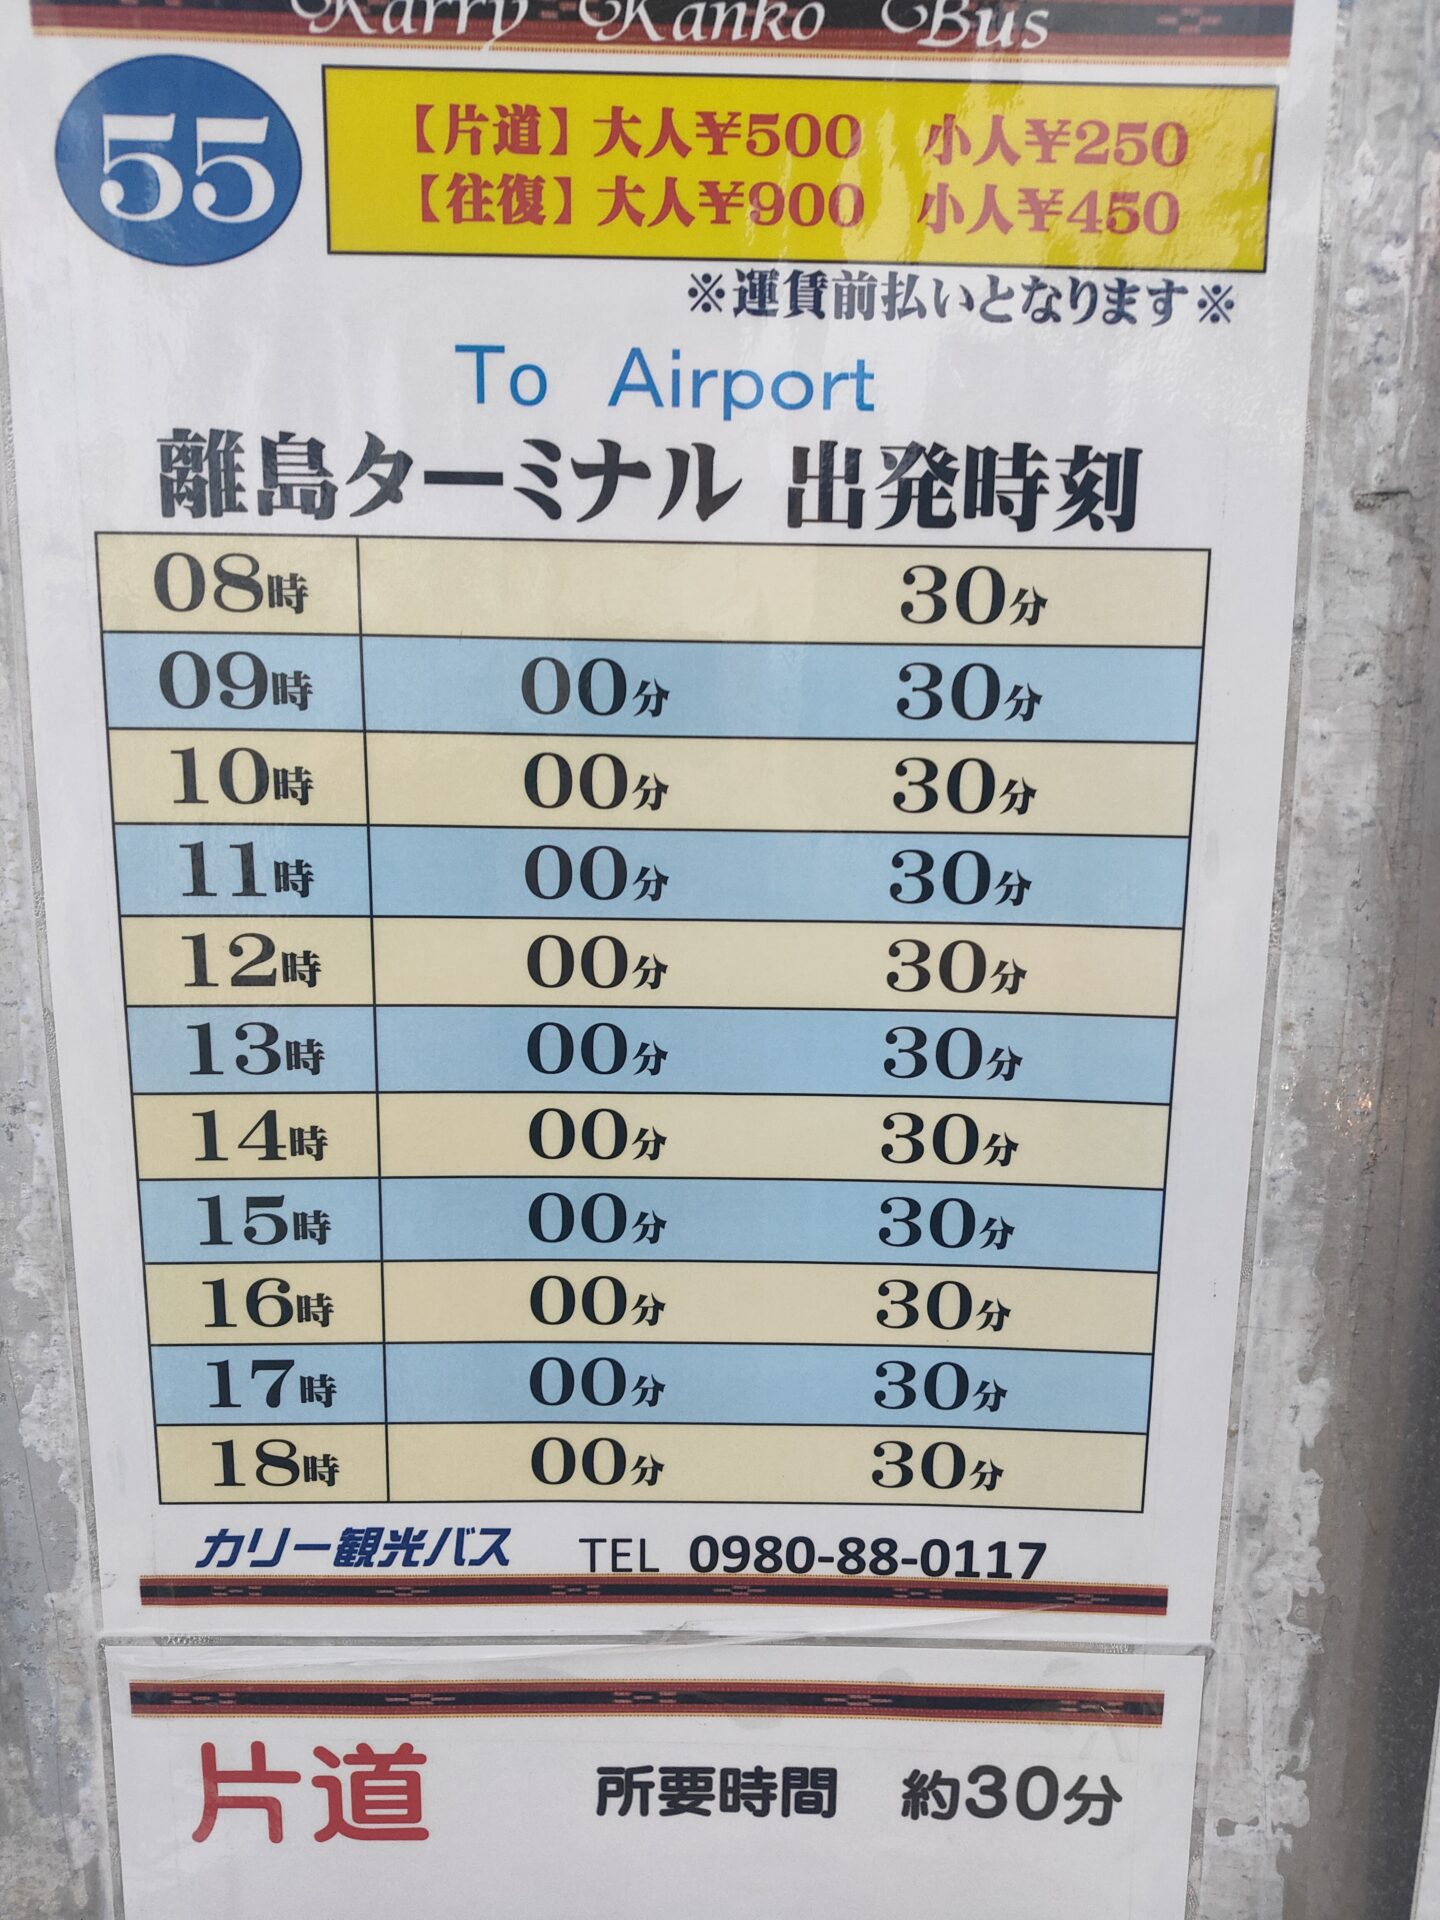 Karry Kanko Bus
55
【片道】大人¥500 小人¥250
【往復】大人¥900 小人¥450
※運賃前払いとなります※
To Airport
離島ターミナル 出発時刻
08時 30分
09時 00分 30分
10時 00分 30分
11時 00分 30分
12時 00分 30分
13時 00分 30分
14時 00分 30分
15時 00分 30分
16時 00分 30分
17時 00分 30分
18時 00分 30分
カリー観光バス TEL 0980-88-0117
片道 所要時間 約30分